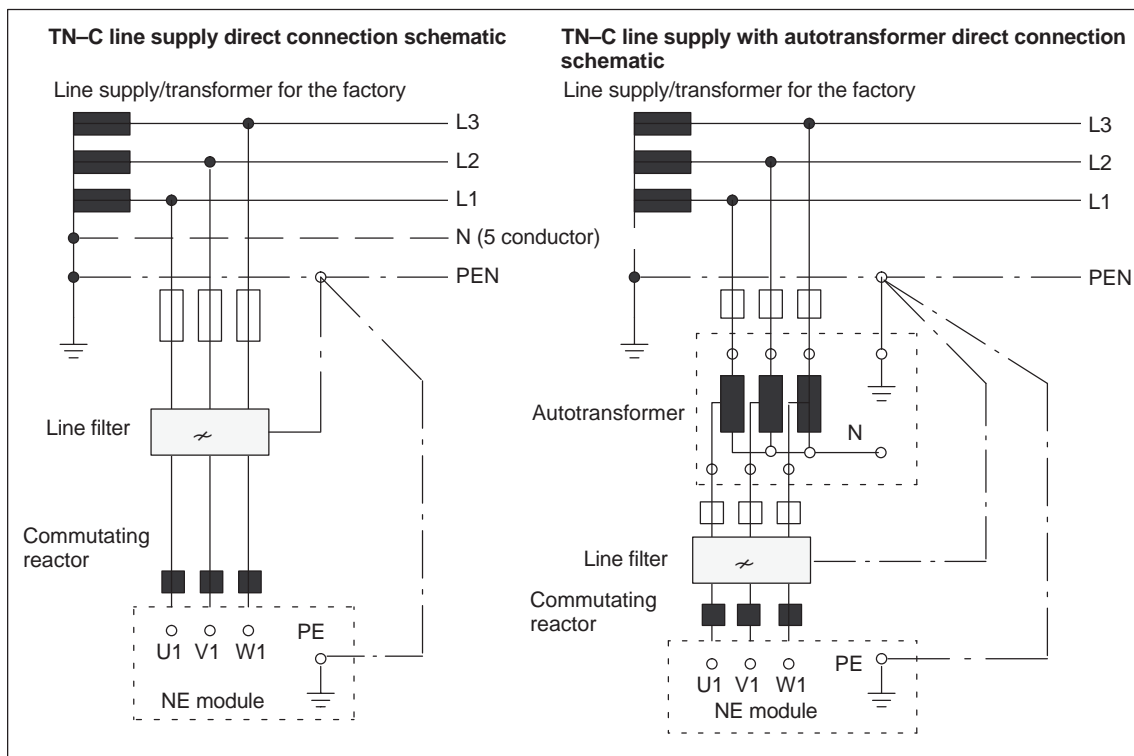 TN–C line supply direct connection schematic
Line supply/transformer for the factory
L3
L2
L1
N (5 conductor)
PEN
Line filter
Commutating
reactor
PE
U1 V1 W1
NE module
TN–C line supply with autotransformer direct connection
schematic
Line supply/transformer for the factory
L3
L2
L1
PEN
Autotransformer
N
Line filter
Commutating
reactor
PE
U1 V1 W1
NE module